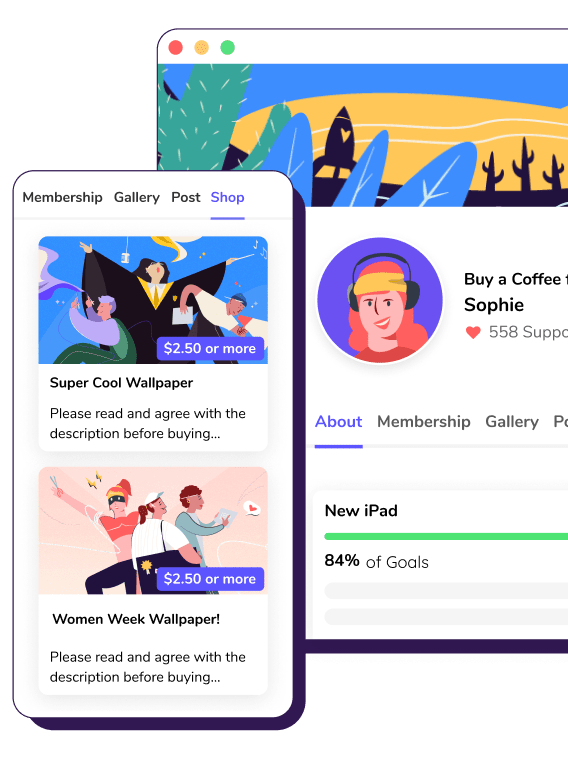 Membership Gallery Post Shop
$2.50 or more
Super Cool Wallpaper
Please read and agree with the
description before buying...
$2.50 or more
Women Week Wallpaper!
Please read and agree with the
description before buying...
Buy a Coffee
Sophie
558
About Membership Gallery
New iPad
84% of Goals